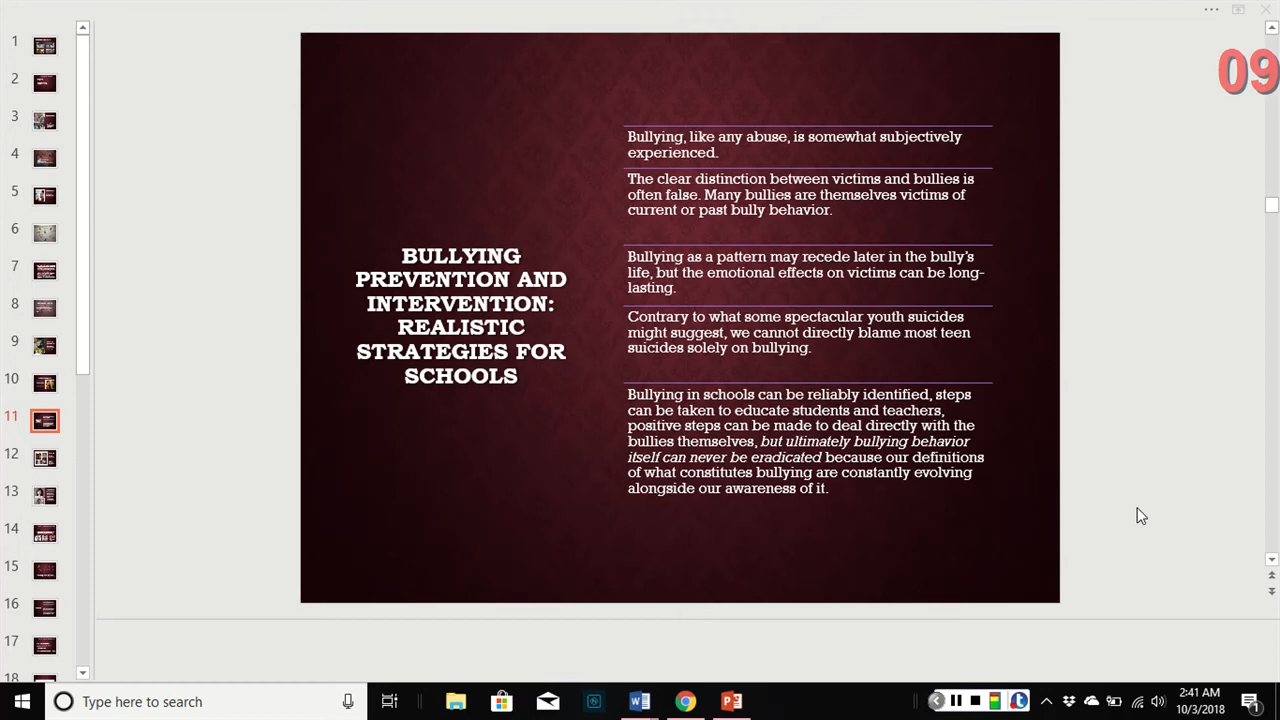 09
1
2
3
4
5
6
7
8
9
10
11
12
13
14
15
16
17
18
BULLYING
PREVENTION AND
INTERVENTION:
REALISTIC
STRATEGIES FOR
SCHOOLS
Bullying, like any abuse, is somewhat subjectively
experienced.
The clear distinction between victims and bullies is
often false. Many bullies are themselves victims of
current or past bully behavior.
Bullying as a pattern may recede later in the bully's
life, but the emotional effects on victims can be long-
lasting.
Contrary to what some spectacular youth suicides
might suggest, we cannot directly blame most teen
suicides solely on bullying.
Bullying in schools can be reliably identified, steps
can be taken to educate students and teachers,
positive steps can be made to deal directly with the
bullies themselves, but ultimately bullying behavior
itself can never be eradicated because our definitions
of what constitutes bullying are constantly evolving
alongside our awareness of it.
Type here to search
2:41 AM
10/3/2018
1